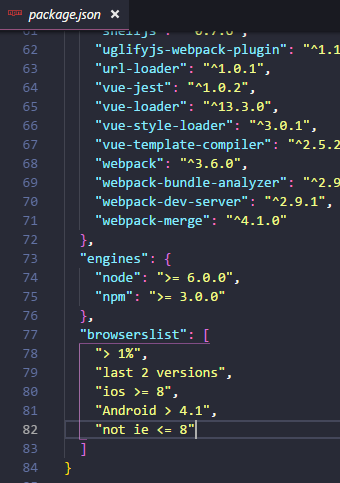 package.json ×
61 "shelljs": "^0.7.6",
62 "uglifyjs-webpack-plugin": "^1.1
63 "url-loader": "^1.0.1",
64 "vue-jest": "^1.0.2",
65 "vue-loader": "^13.3.0",
66 "vue-style-loader": "^3.0.1",
67 "vue-template-compiler": "^2.5.2
68 "webpack": "^3.6.0",
69 "webpack-bundle-analyzer": "^2.9
70 "webpack-dev-server": "^2.9.1",
71 "webpack-merge": "^4.1.0"
72 },
73 "engines": {
74 "node": ">= 6.0.0",
75 "npm": ">= 3.0.0"
76 },
77 "browserslist": [
78 "> 1%",
79 "last 2 versions",
80 "ios >= 8",
81 "Android > 4.1",
82 "not ie <= 8"
83 ]
84 }